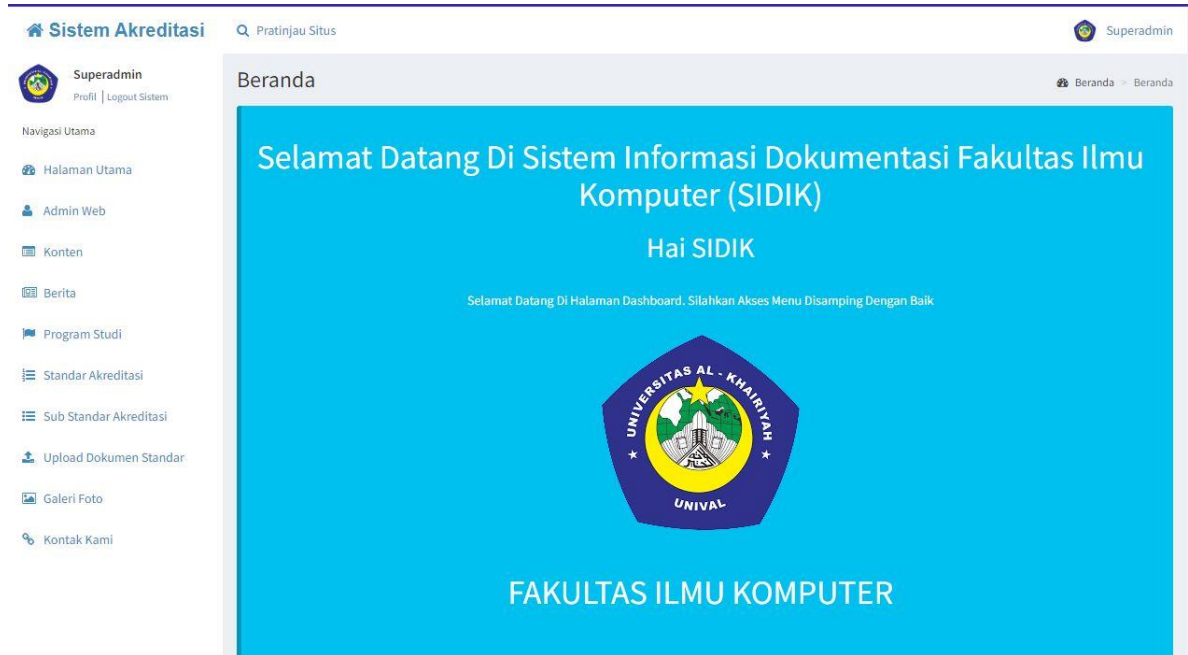 Sistem Akreditasi
Pratinjau Situs
Superadmin
Superadmin
Profil | Logout Sistem
Navigasi Utama
Halaman Utama
Admin Web
Konten
Berita
Program Studi
Standar Akreditasi
Sub Standar Akreditasi
Upload Dokumen Standar
Galeri Foto
Kontak Kami
Beranda
Beranda > Beranda
Selamat Datang Di Sistem Informasi Dokumentasi Fakultas Ilmu
Komputer (SIDIK)
Hai SIDIK
Selamat Datang Di Halaman Dashboard. Silahkan Akses Menu Disamping Dengan Baik
UNIVERSITAS AL - KHAIRIYAH
UNIVAL
FAKULTAS ILMU KOMPUTER